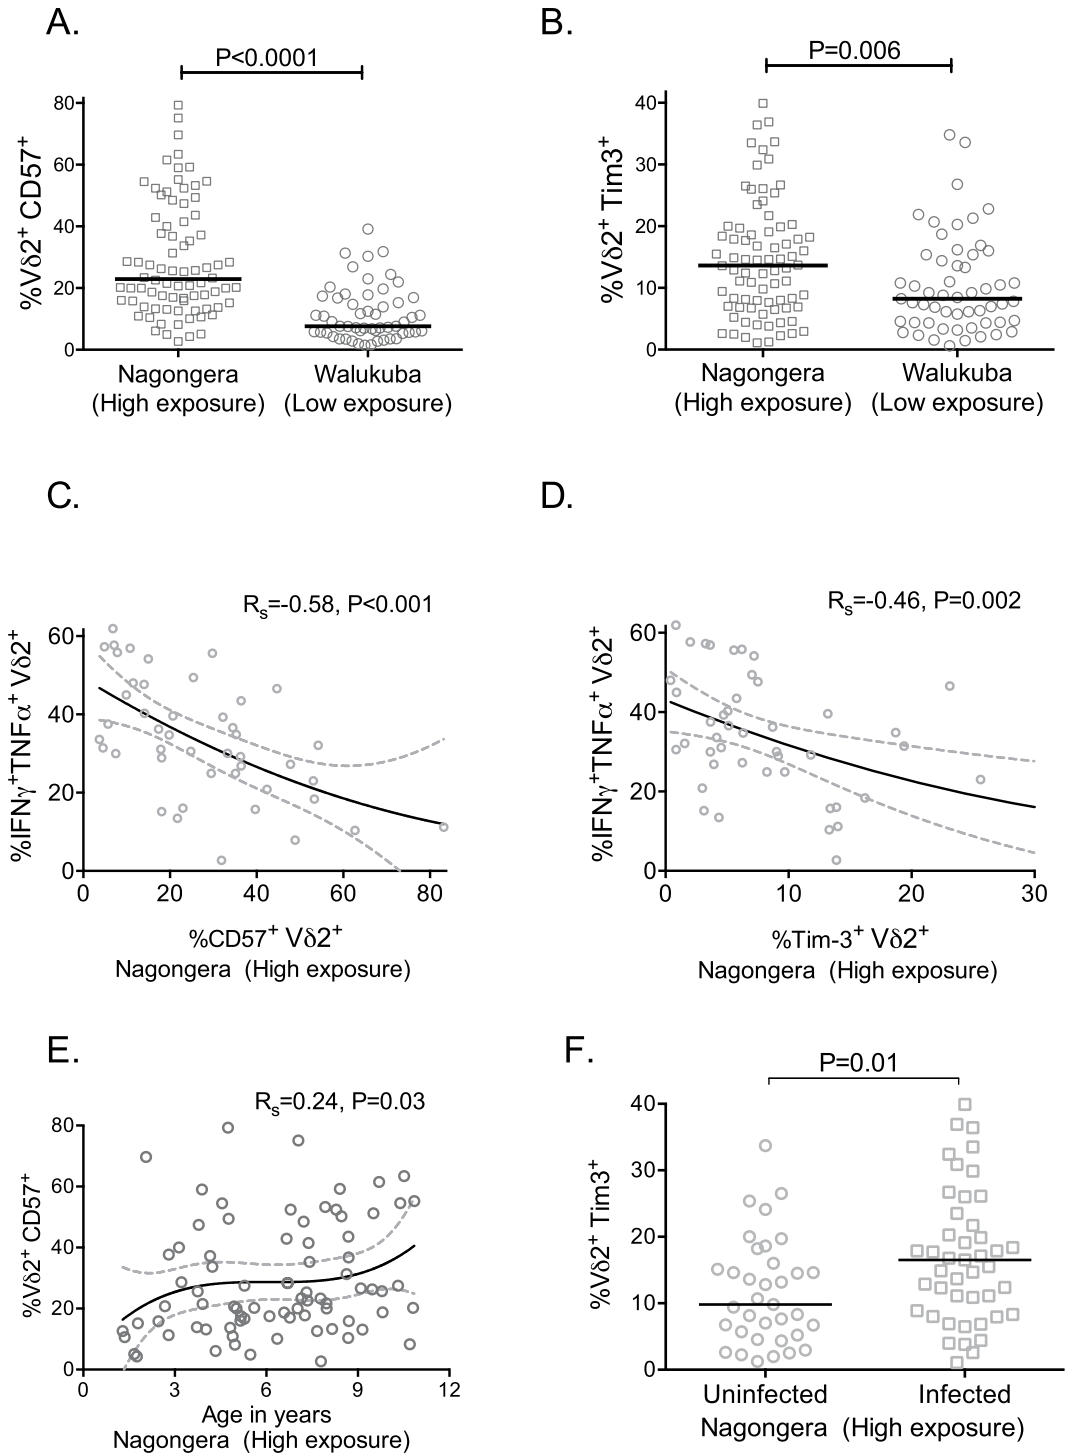 A.
P<0.0001
%Vδ2+ CD57+
80
60
40
20
0
Nagongera
(High exposure)
Walukuba
(Low exposure)
B.
P=0.006
%Vδ2+ Tim3+
40
30
20
10
0
Nagongera
(High exposure)
Walukuba
(Low exposure)
C.
Rs=-0.58, P<0.001
%IFNγ+TNFα+ Vδ2+
60
40
20
0
0 20 40 60 80
%CD57+ Vδ2+
Nagongera (High exposure)
D.
Rs=-0.46, P=0.002
%IFNγ+TNFα+ Vδ2+
60
40
20
0
0 10 20 30
%Tim-3+ Vδ2+
Nagongera (High exposure)
E.
Rs=0.24, P=0.03
%Vδ2+ CD57+
80
60
40
20
0
0 3 6 9 12
Age in years
Nagongera (High exposure)
F.
P=0.01
%Vδ2+ Tim3+
40
30
20
10
0
Uninfected Infected
Nagongera (High exposure)